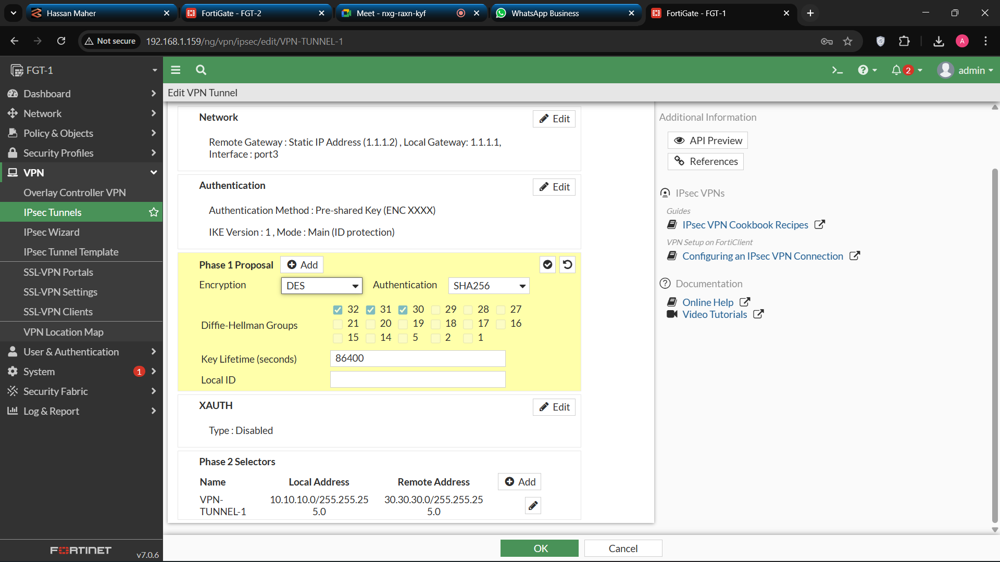 Hassan Maher
FortiGate - FGT-2
Meet - nxg-raxn-kyf
WhatsApp Business
FortiGate - FGT-1
Not secure
192.168.1.159/ng/vpn/ipsec/edit/VPN-TUNNEL-1
A
FGT-1
2
admin
Dashboard
Network
Policy & Objects
Security Profiles
VPN
Overlay Controller VPN
IPsec Tunnels
IPsec Wizard
IPsec Tunnel Template
SSL-VPN Portals
SSL-VPN Settings
SSL-VPN Clients
VPN Location Map
User & Authentication
System
1
Security Fabric
Log & Report
FORTINET
v7.0.6
Edit VPN Tunnel
Network
Edit
Remote Gateway : Static IP Address (1.1.1.2) , Local Gateway: 1.1.1.1,
Interface : port3
Authentication
Edit
Authentication Method : Pre-shared Key (ENC XXXX)
IKE Version : 1 , Mode : Main (ID protection)
Phase 1 Proposal
Add
Encryption
DES
Authentication
SHA256
Diffie-Hellman Groups
32 31 30 29 28 27
21 20 19 18 17 16
15 14 5 2 1
Key Lifetime (seconds)
86400
Local ID
XAUTH
Edit
Type : Disabled
Phase 2 Selectors
Name
Local Address
Remote Address
Add
VPN-
TUNNEL-1
10.10.10.0/255.255.25
5.0
30.30.30.0/255.255.25
5.0
OK
Cancel
Additional Information
API Preview
References
IPsec VPNs
Guides
IPsec VPN Cookbook Recipes
VPN Setup on FortiClient
Configuring an IPsec VPN Connection
Documentation
Online Help
Video Tutorials